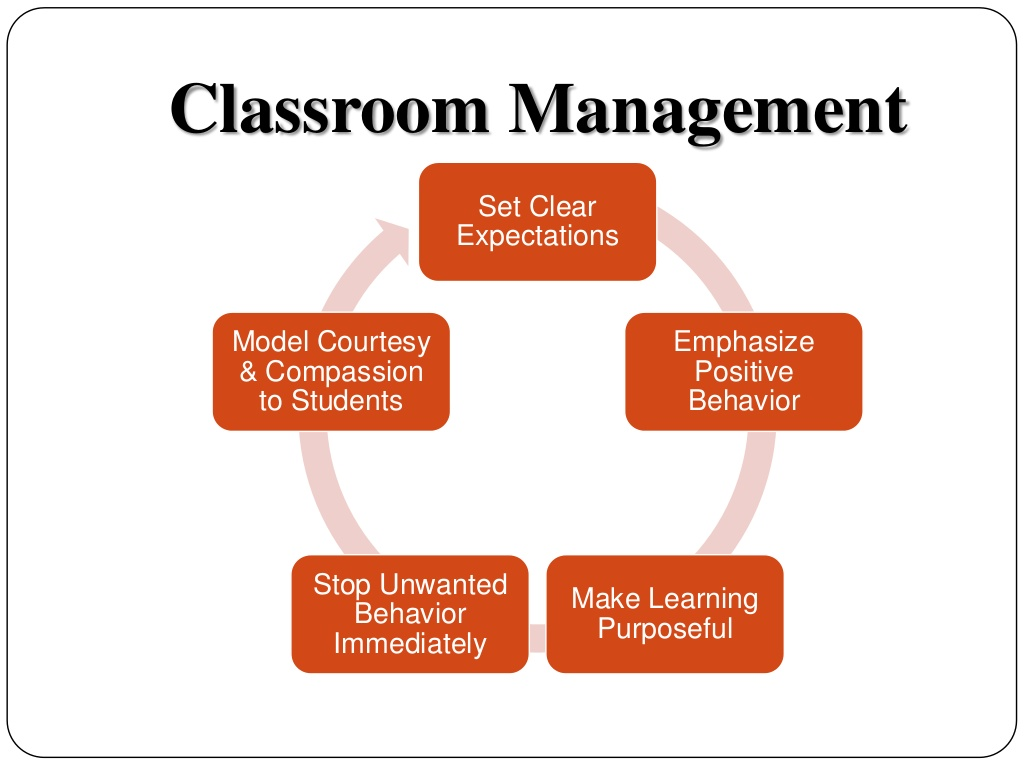 Classroom Management
Set Clear
Expectations
Emphasize
Positive
Behavior
Make Learning
Purposeful
Stop Unwanted
Behavior
Immediately
Model Courtesy
& Compassion
to Students